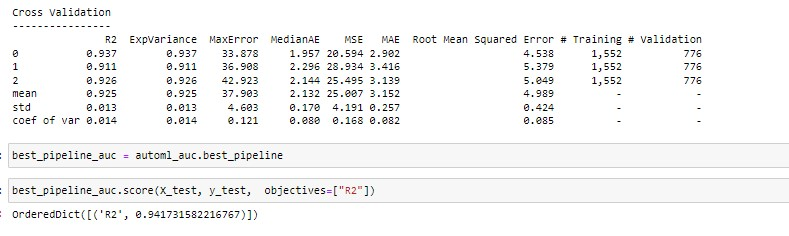 Cross Validation
----------------
R2 ExpVariance MaxError MedianAE MSE MAE Root Mean Squared Error # Training # Validation
0 0.937 0.937 33.878 1.957 20.594 2.902 4.538 1,552 776
1 0.911 0.911 36.908 2.296 28.934 3.416 5.379 1,552 776
2 0.926 0.926 42.923 2.144 25.495 3.139 5.049 1,552 776
mean 0.925 0.925 37.903 2.132 25.007 3.152 4.989 - -
std 0.013 0.013 4.603 0.170 4.191 0.257 0.424 - -
coef of var 0.014 0.014 0.121 0.080 0.168 0.082 0.085 - -
: best_pipeline_auc = automl_auc.best_pipeline
: best_pipeline_auc.score(X_test, y_test, objectives=["R2"])
: OrderedDict([('R2', 0.941731582216767)])